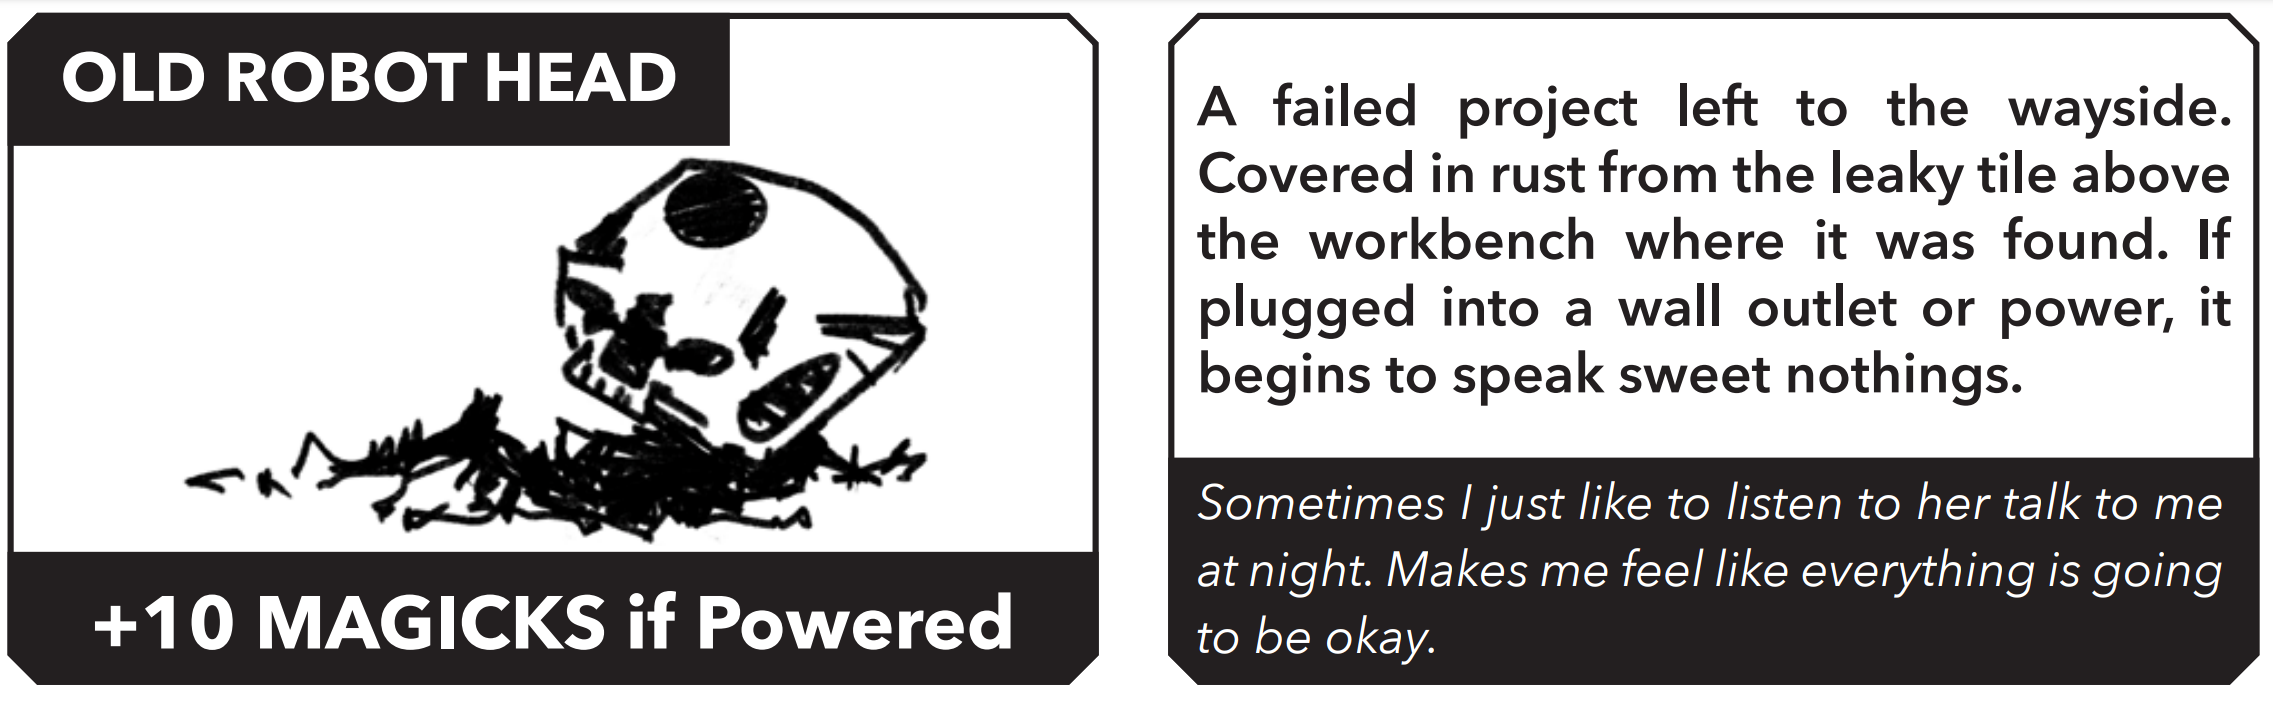 OLD ROBOT HEAD
+10 MAGICKS if Powered
A failed project left to the wayside.
Covered in rust from the leaky tile above
the workbench where it was found. If
plugged into a wall outlet or power, it
begins to speak sweet nothings.
Sometimes I just like to listen to her talk to me
at night. Makes me feel like everything is going
to be okay.